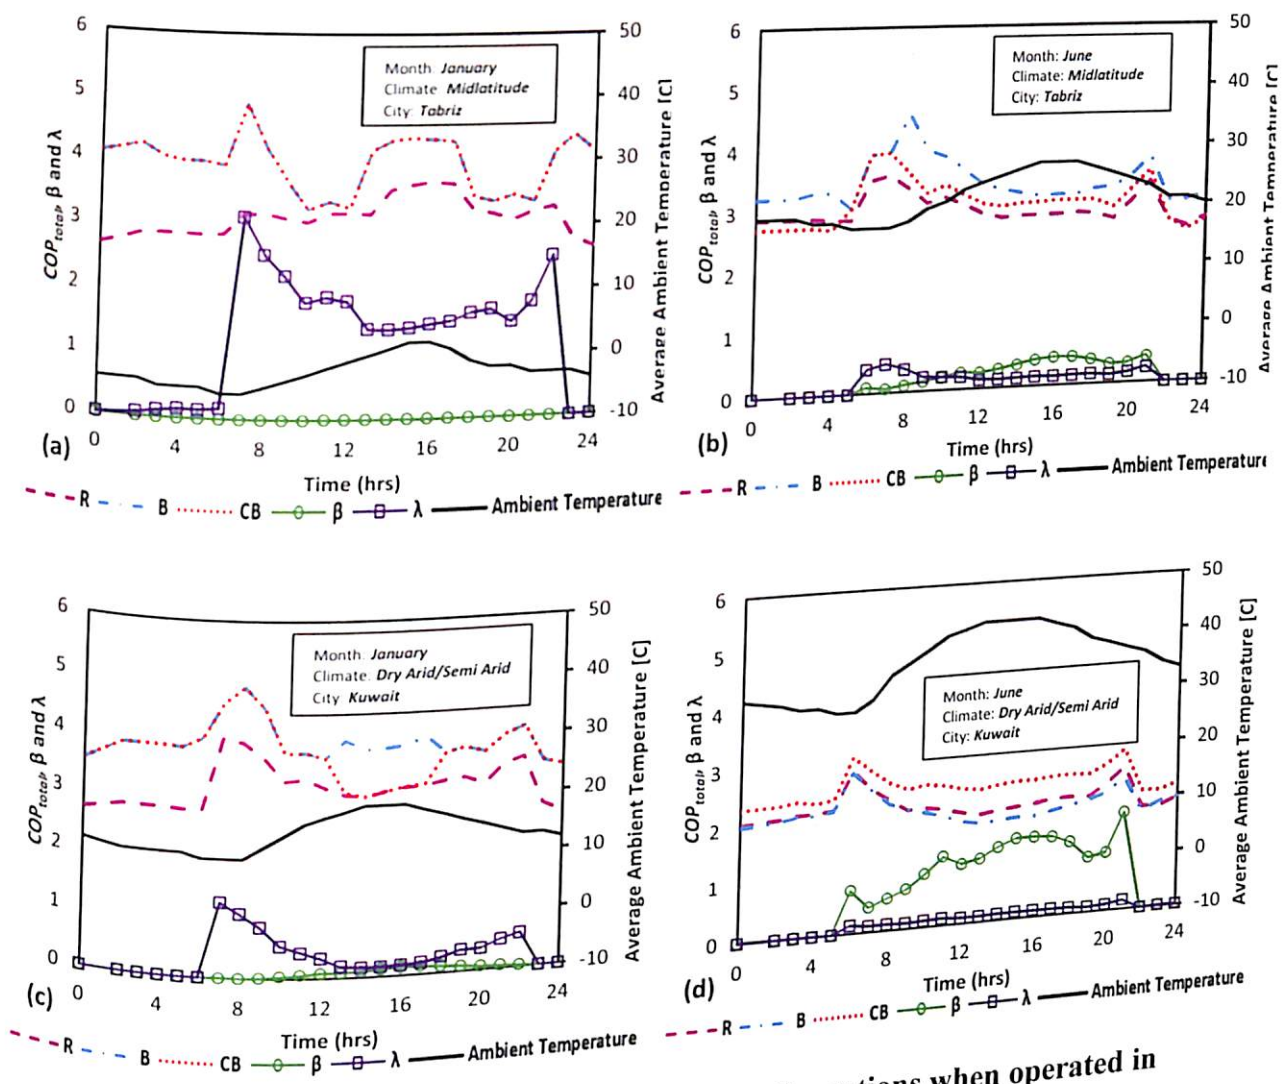 6
5
4
3
2
1
0
COP_total, β and λ
Month: January
Climate: Midlatitude
City: Tabriz
50
40
30
20
10
0
-10
Average Ambient Temperature [C]
(a)
0 4 8 12 16 20 24
Time (hrs)
R B CB β λ Ambient Temperature
6
5
4
3
2
1
0
COP_total, β and λ
Month: June
Climate: Midlatitude
City: Tabriz
50
40
30
20
10
0
-10
Average Ambient Temperature [C]
(b)
0 4 8 12 16 20 24
Time (hrs)
R B CB β λ Ambient Temperature
6
5
4
3
2
1
0
COP_total, β and λ
Month: January
Climate: Dry Arid/Semi Arid
City: Kuwait
50
40
30
20
10
0
-10
Average Ambient Temperature [C]
(c)
0 4 8 12 16 20 24
Time (hrs)
R B CB β λ Ambient Temperature
6
5
4
3
2
1
0
COP_total, β and λ
Month: June
Climate: Dry Arid/Semi Arid
City: Kuwait
50
40
30
20
10
0
-10
Average Ambient Temperature [C]
(d)
0 4 8 12 16 20 24
Time (hrs)
R B CB β λ Ambient Temperature
when operated in